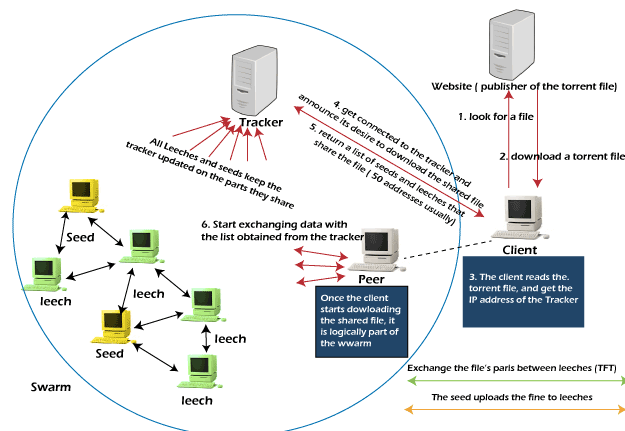 Website ( publisher of the torrent file)
1. look for a file
2. download a torrent file
Tracker
4. get connected to the tracker and
announce its desire to download the shared file
5. return a list of seeds and leeches that
share the file ( 50 addresses usually)
All Leeches and seeds keep the
tracker updated on the parts they
share
Seed
6. Start exchanging data with
the list obtained from the tracker
Client
Peer
leech
leech
3. The client reads the.
torrent file, and get the
IP address of the Tracker
Once the client
starts dowloading
the shared file, it
is logically part of
the wwarm
leech
Seed
Swarm
leech
Exchange the file's paris between leeches (TFT)
The seed uploads the fine to leeches